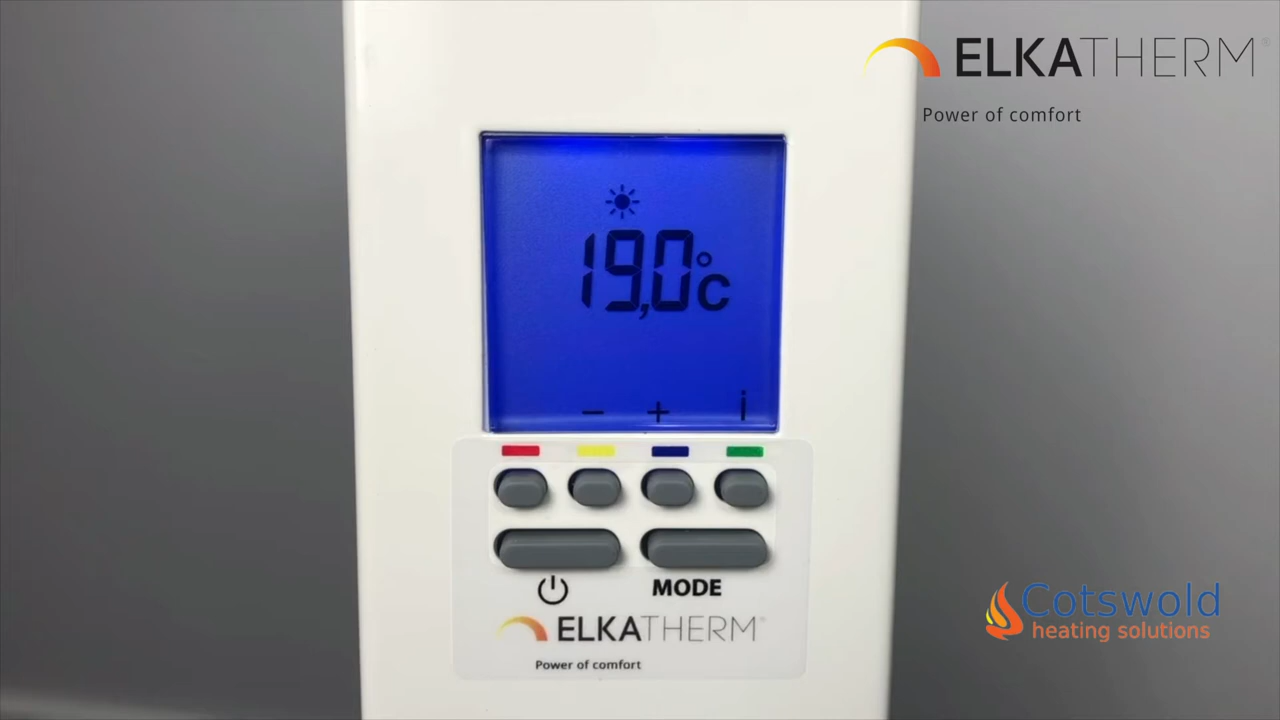 ELKATHERM®
Power of comfort
19,0°C
− + i
MODE
ELKATHERM®
Power of comfort
Cotswold
heating solutions